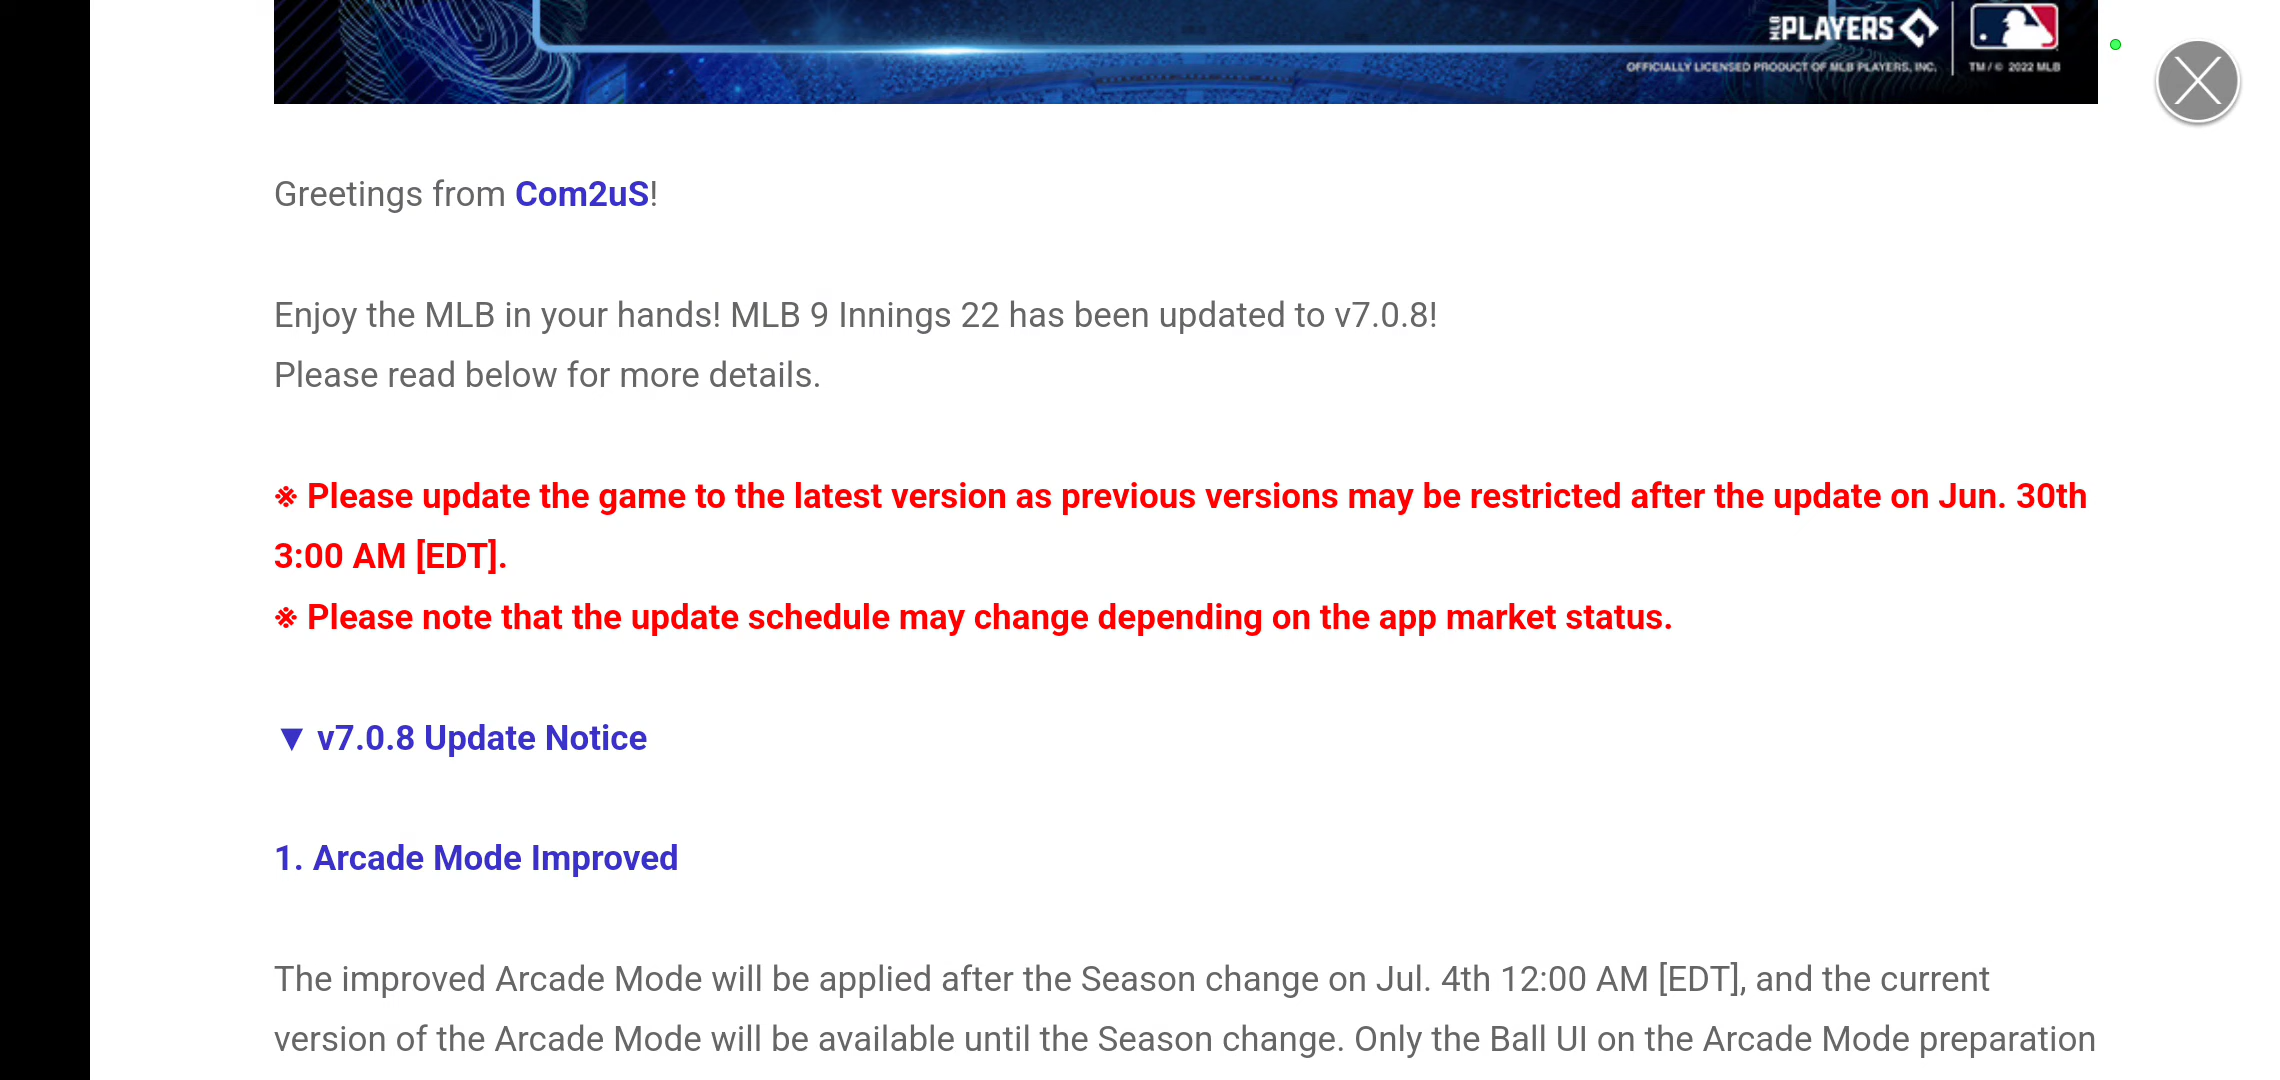 MLB PLAYERS
OFFICIALLY LICENSED PRODUCT OF MLB PLAYERS, INC.
TM / © 2022 MLB
Greetings from Com2uS!
Enjoy the MLB in your hands! MLB 9 Innings 22 has been updated to v7.0.8!
Please read below for more details.
※ Please update the game to the latest version as previous versions may be restricted after the update on Jun. 30th
3:00 AM [EDT].
※ Please note that the update schedule may change depending on the app market status.
▼ v7.0.8 Update Notice
1. Arcade Mode Improved
The improved Arcade Mode will be applied after the Season change on Jul. 4th 12:00 AM [EDT], and the current
version of the Arcade Mode will be available until the Season change. Only the Ball UI on the Arcade Mode preparation